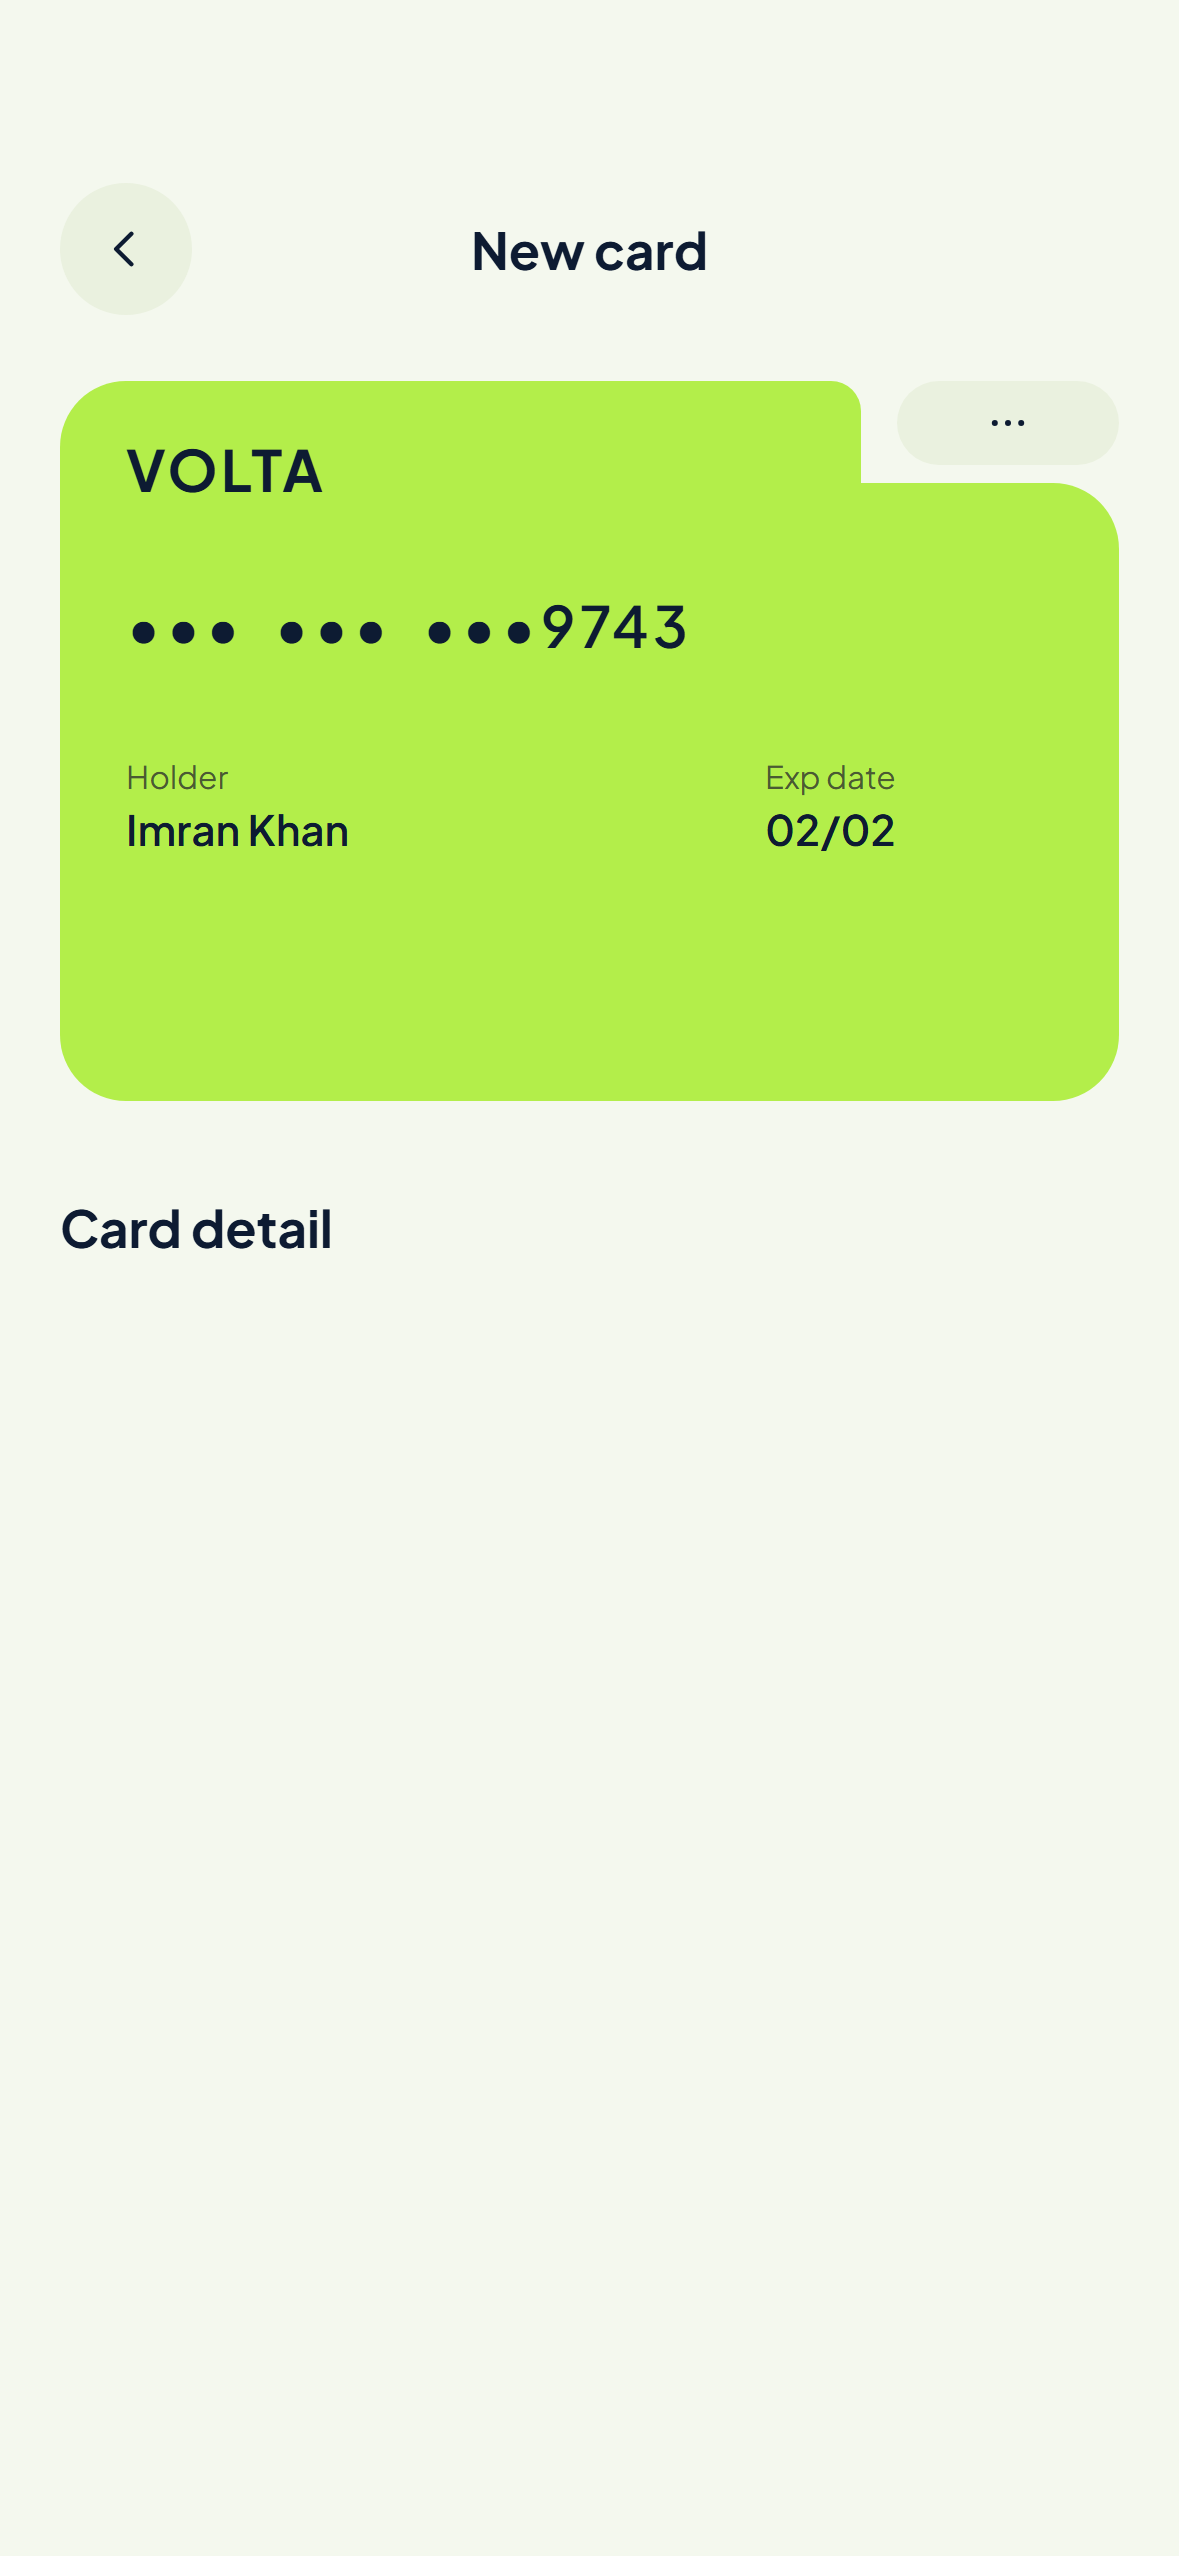 New card
...
VOLTA
●●● ●●● ●●●9743
Holder
Exp date
Imran Khan
02/02
Card detail